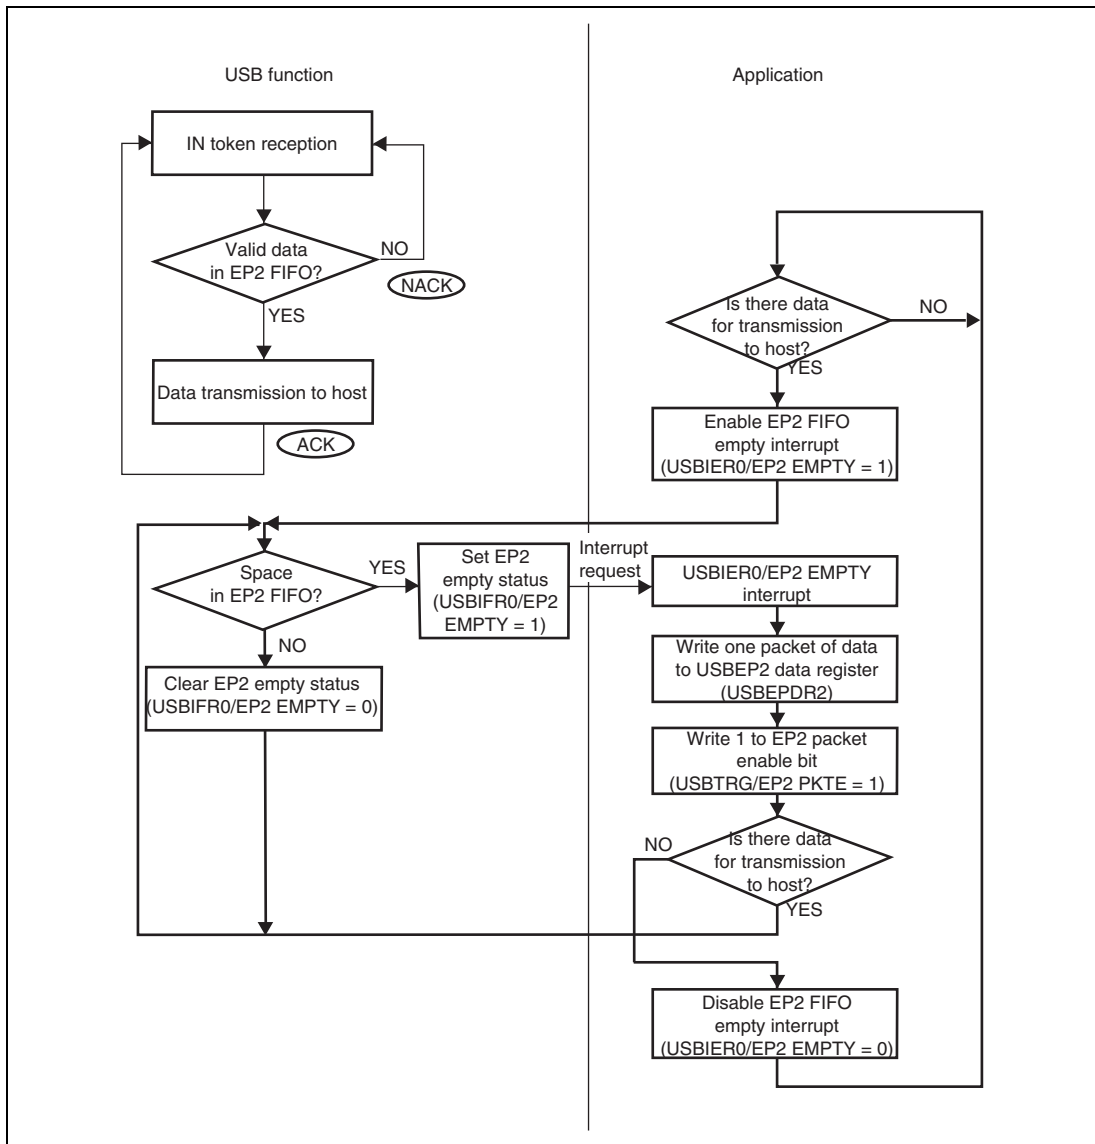 USB function
Application
IN token reception
Valid data
in EP2 FIFO?
NO
NACK
YES
Data transmission to host
ACK
Is there data
for transmission
to host?
NO
YES
Enable EP2 FIFO
empty interrupt
(USBIER0/EP2 EMPTY = 1)
Space
in EP2 FIFO?
YES
NO
Set EP2
empty status
(USBIFR0/EP2
EMPTY = 1)
Interrupt
request
Clear EP2 empty status
(USBIFR0/EP2 EMPTY = 0)
USBIER0/EP2 EMPTY
interrupt
Write one packet of data
to USBEP2 data register
(USBEPDR2)
Write 1 to EP2 packet
enable bit
(USBTRG/EP2 PKTE = 1)
NO
Is there data
for transmission
to host?
YES
Disable EP2 FIFO
empty interrupt
(USBIER0/EP2 EMPTY = 0)